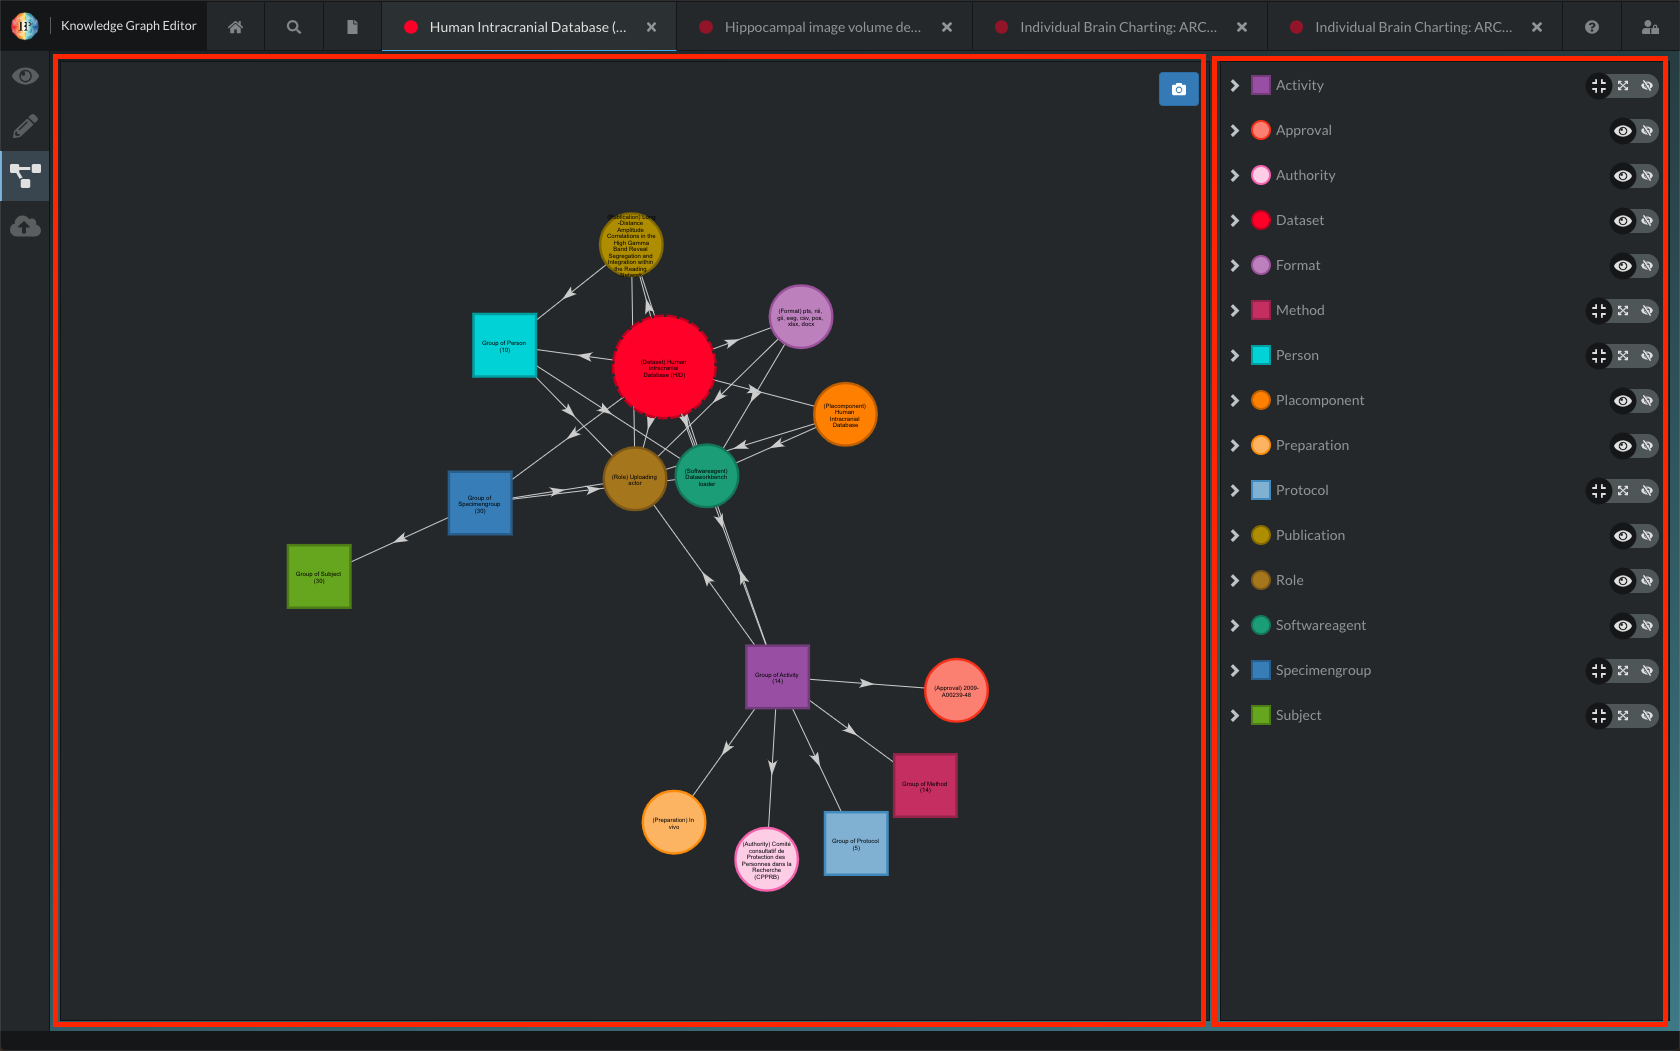 Knowledge Graph Editor
Human Intracranial Database (...
Hippocampal image volume de...
Individual Brain Charting: ARC...
Individual Brain Charting: ARC...
(Publication) Long
-Distance
Amplitude
Correlations in the
High Gamma
Band Reveal
Segregation and
Integration within
the Reading
(Format) pts, nii,
gii, eeg, csv, pos,
xlsx, docx
Group of Person
(10)
(Dataset) Human
Intracranial
Database (HID)
(Placomponent)
Human
Intracranial
Database
(Role) Uploading
actor
(Softwareagent)
Dataworkbench
loader
Group of
Specimengroup
(30)
Group of Subject
(30)
Group of Activity
(14)
(Approval) 2009-
A00239-48
Group of Method
(14)
(Preparation) In
vivo
(Authority) Comité
consultatif de
Protection des
Personnes dans la
Recherche
(CPPRB)
Group of Protocol
(5)
Activity
Approval
Authority
Dataset
Format
Method
Person
Placomponent
Preparation
Protocol
Publication
Role
Softwareagent
Specimengroup
Subject